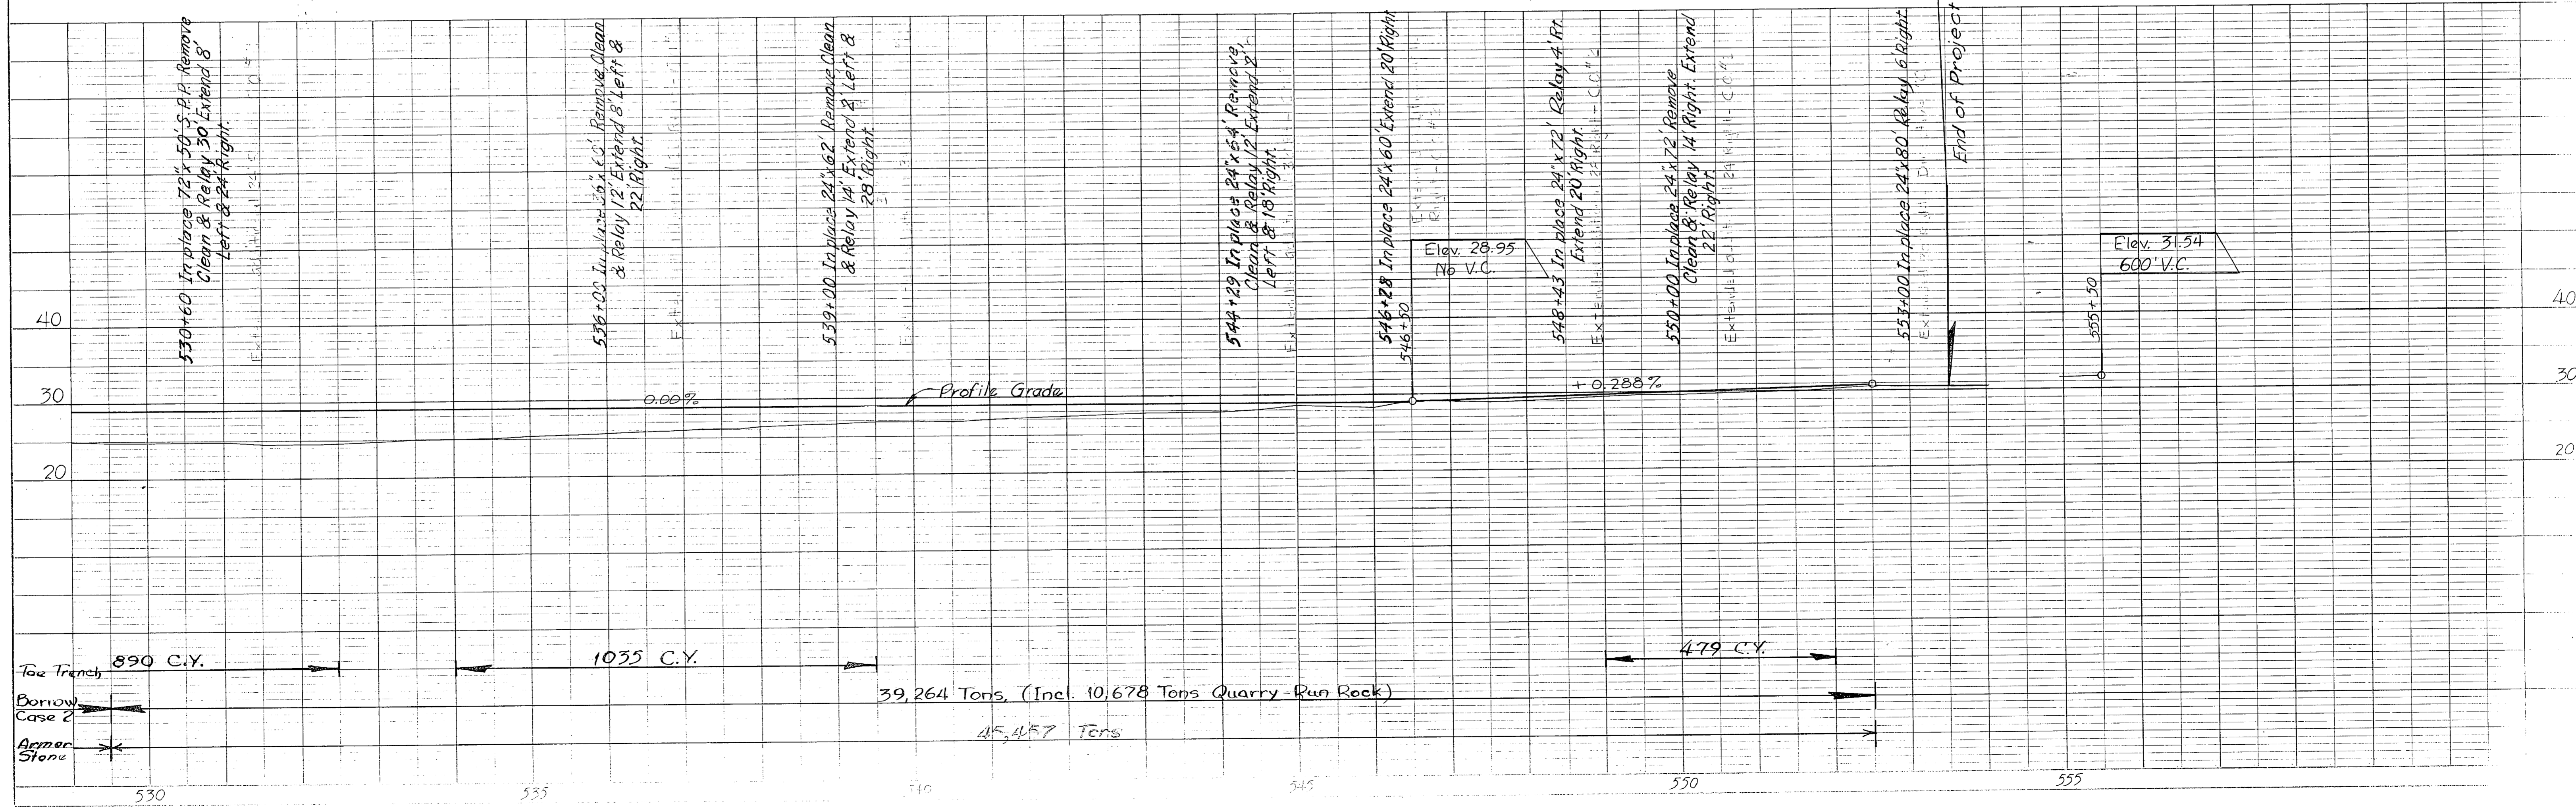 530+60 In place 72" x 50' S.P.P. Remove
Clean & Relay 30' Extend 8'
Left & 24' Right.
536+00 In place 36" x 63' Remove Clean
& Relay 12' Extend 8' Left &
22' Right.
539+00 In place 24" x 62' Remove Clean
& Relay 14' Extend 2' Left &
28' Right.
544+29 In place 24" x 64' Remove,
Clean & Relay 12' Extend 2'
Left & 18' Right.
546+28 In place 24" x 60' Extend 20' Right
546+50
Elev. 28.95
No V.C.
548+43 In place 24" x 72' Relay 4' Rt.
Extend 20' Right.
550+00 In place 24" x 72' Remove
Clean & Relay 14' Right. Extend
22' Right.
553+00 In place 24" x 80' Relay 6' Right
End of Project
555+50
Elev. 31.54
600' V.C.
40
40
30
30
20
20
0.00%
Profile Grade
+0.288%
Toe Trench
890 C.Y.
1035 C.Y.
479 C.Y.
Borrow
Case 2
39,264 Tons, (Incl. 10,678 Tons Quarry-Run Rock)
Armor
Stone
45,457 Tons
530
535
540
545
550
555